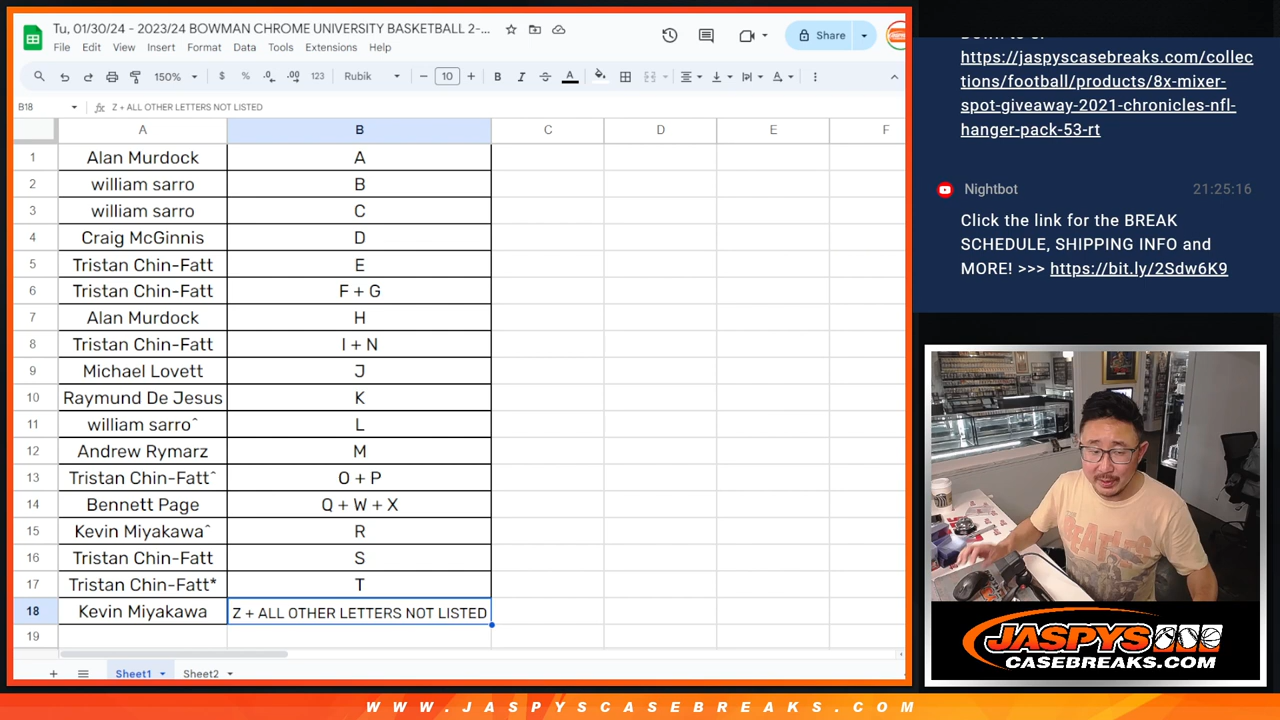 Tu, 01/30/24 - 2023/24 BOWMAN CHROME UNIVERSITY BASKETBALL 2-...
File Edit View Insert Format Data Tools Extensions Help
Share
150% $ % .0 .00 123 Rubik 10 B I A
B18 fx Z + ALL OTHER LETTERS NOT LISTED
A B C D E F
1 Alan Murdock A
2 william sarro B
3 william sarro C
4 Craig McGinnis D
5 Tristan Chin-Fatt E
6 Tristan Chin-Fatt F + G
7 Alan Murdock H
8 Tristan Chin-Fatt I + N
9 Michael Lovett J
10 Raymund De Jesus K
11 william sarro^ L
12 Andrew Rymarz M
13 Tristan Chin-Fatt^ O + P
14 Bennett Page Q + W + X
15 Kevin Miyakawa^ R
16 Tristan Chin-Fatt S
17 Tristan Chin-Fatt* T
18 Kevin Miyakawa Z + ALL OTHER LETTERS NOT LISTED
19
Sheet1 Sheet2
https://jaspyscasebreaks.com/collec
tions/football/products/8x-mixer-
spot-giveaway-2021-chronicles-nfl-
hanger-pack-53-rt
Nightbot 21:25:16
Click the link for the BREAK
SCHEDULE, SHIPPING INFO and
MORE! >>> https://bit.ly/2Sdw6K9
JASPYS
CASEBREAKS.COM
WWW.JASPYSCASEBREAKS.COM